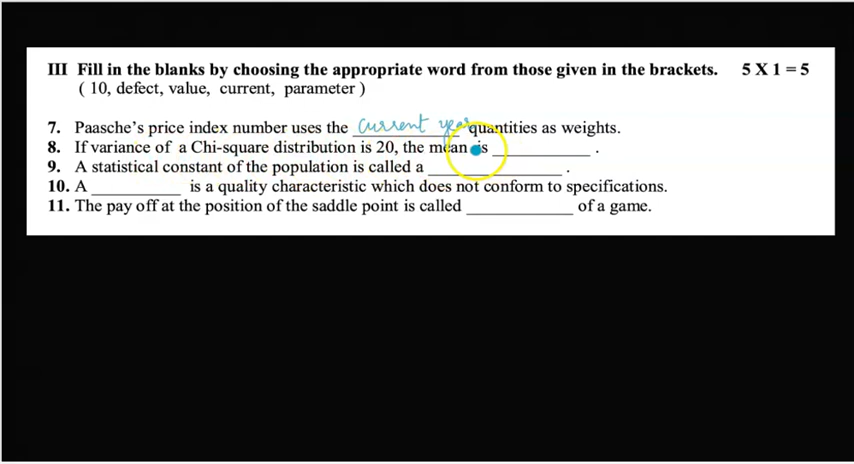 III Fill in the blanks by choosing the appropriate word from those given in the brackets. 5 X 1 = 5
( 10, defect, value, current, parameter )
7. Paasche's price index number uses the current year quantities as weights.
8. If variance of a Chi-square distribution is 20, the mean is ____________ .
9. A statistical constant of the population is called a ________________ .
10. A ___________ is a quality characteristic which does not conform to specifications.
11. The pay off at the position of the saddle point is called _____________ of a game.